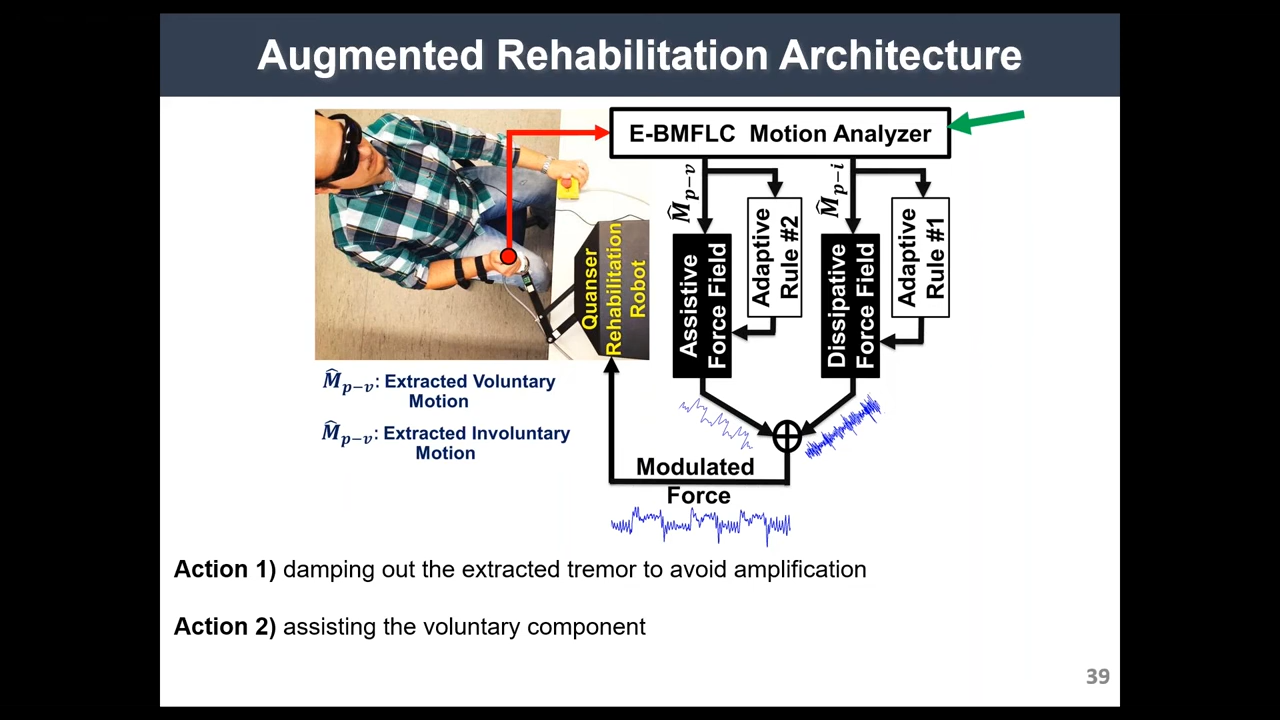 Augmented Rehabilitation Architecture
E-BMFLC Motion Analyzer
M̂p−v
M̂p−i
Adaptive
Rule #2
Adaptive
Rule #1
Assistive
Force Field
Dissipative
Force Field
Quanser
Rehabilitation
Robot
M̂p−v: Extracted Voluntary
Motion
M̂p−v: Extracted Involuntary
Motion
Modulated
Force
Action 1) damping out the extracted tremor to avoid amplification
Action 2) assisting the voluntary component
39